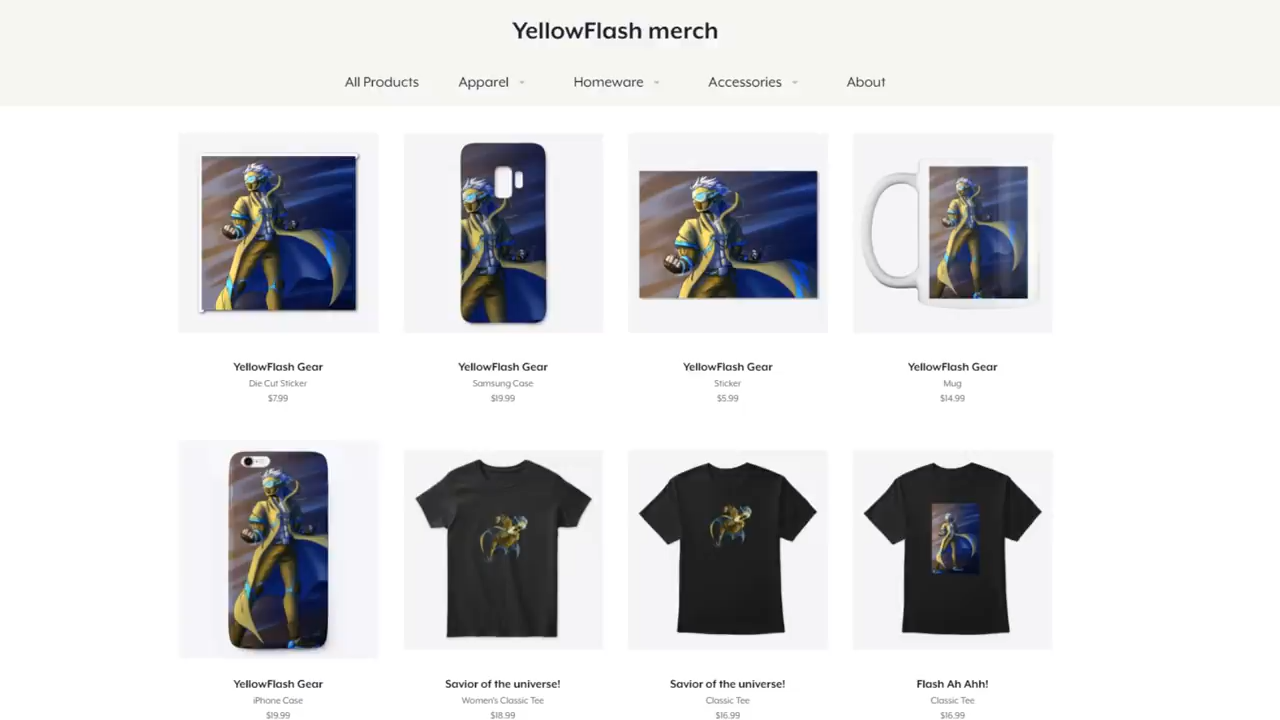 YellowFlash merch
All Products Apparel Homeware Accessories About
YellowFlash Gear
Die Cut Sticker
$7.99
YellowFlash Gear
Samsung Case
$19.99
YellowFlash Gear
Sticker
$5.99
YellowFlash Gear
Mug
$14.99
YellowFlash Gear
iPhone Case
$19.99
Savior of the universe!
Women's Classic Tee
$18.99
Savior of the universe!
Classic Tee
$16.99
Flash Ah Ahh!
Classic Tee
$16.99